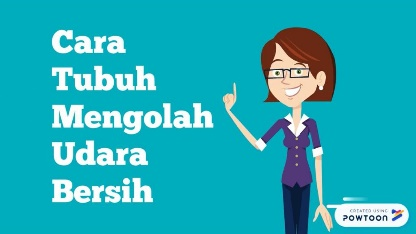 Cara
Tubuh
Mengolah
Udara
Bersih
CREATED USING
POWTOON